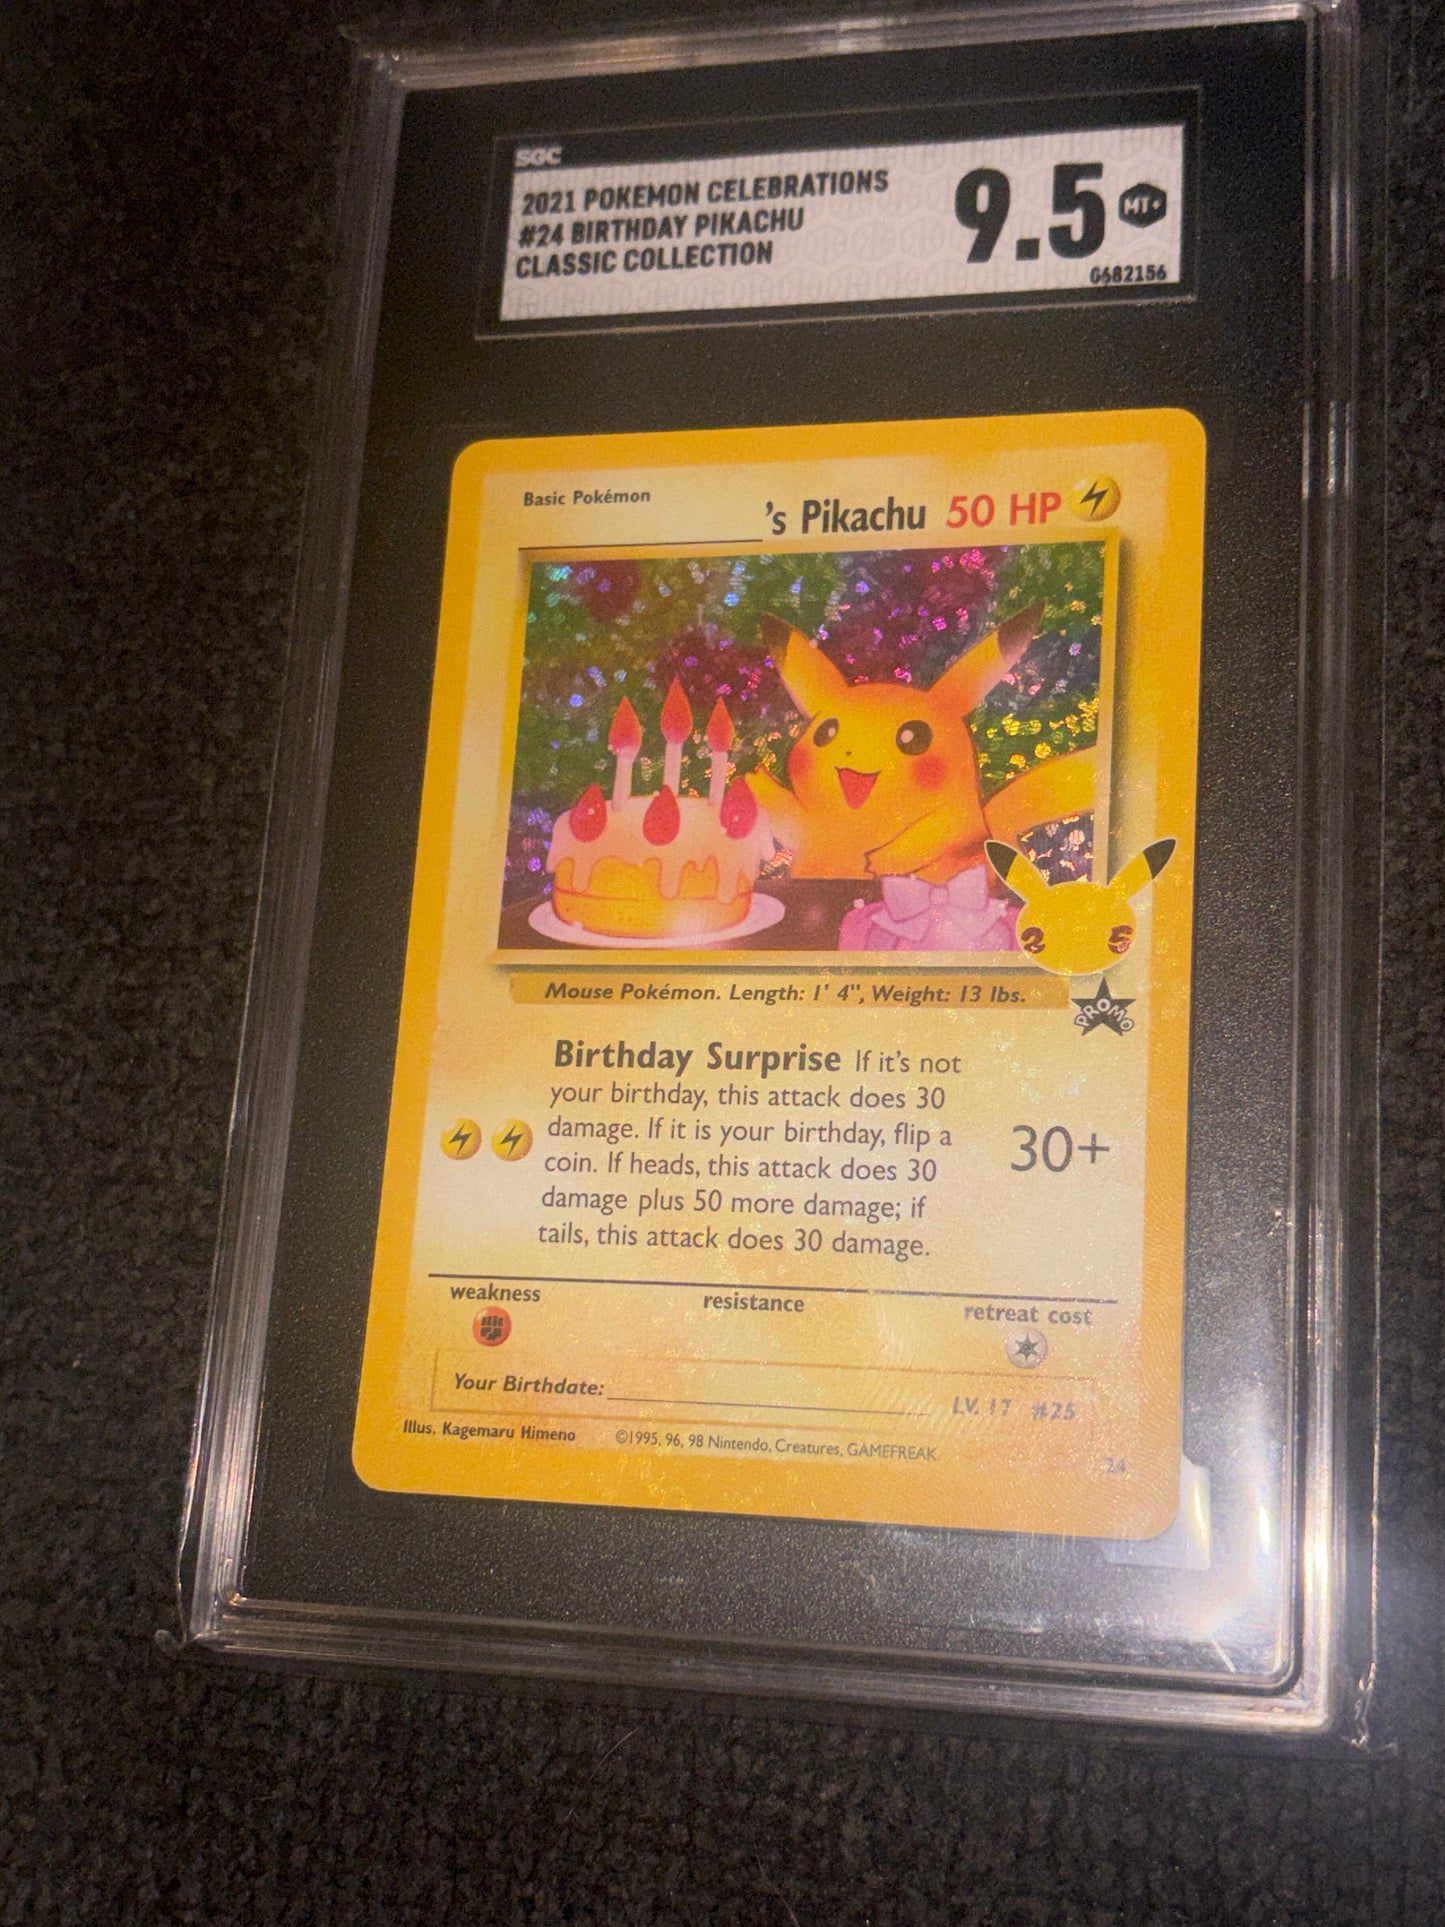 SGC
2021 POKEMON CELEBRATIONS
#24 BIRTHDAY PIKACHU
CLASSIC COLLECTION
9.5
MT+
G682156
Basic Pokémon
________'s Pikachu 50 HP
25
Mouse Pokémon. Length: 1' 4", Weight: 13 lbs.
PROMO
Birthday Surprise If it's not
your birthday, this attack does 30
damage. If it is your birthday, flip a
coin. If heads, this attack does 30
damage plus 50 more damage; if
tails, this attack does 30 damage.
30+
weakness resistance retreat cost
Your Birthdate:____________ LV. 17 #25
Illus. Kagemaru Himeno ©1995, 96, 98 Nintendo, Creatures, GAMEFREAK.
24